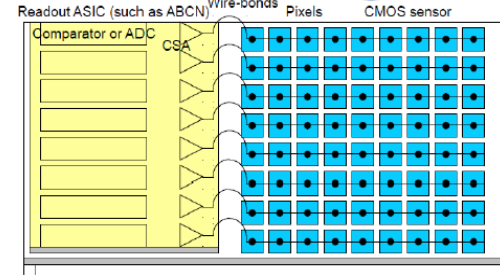 Readout ASIC (such as ABCN) Wire-bonds Pixels CMOS sensor
Comparator or ADC
CSA